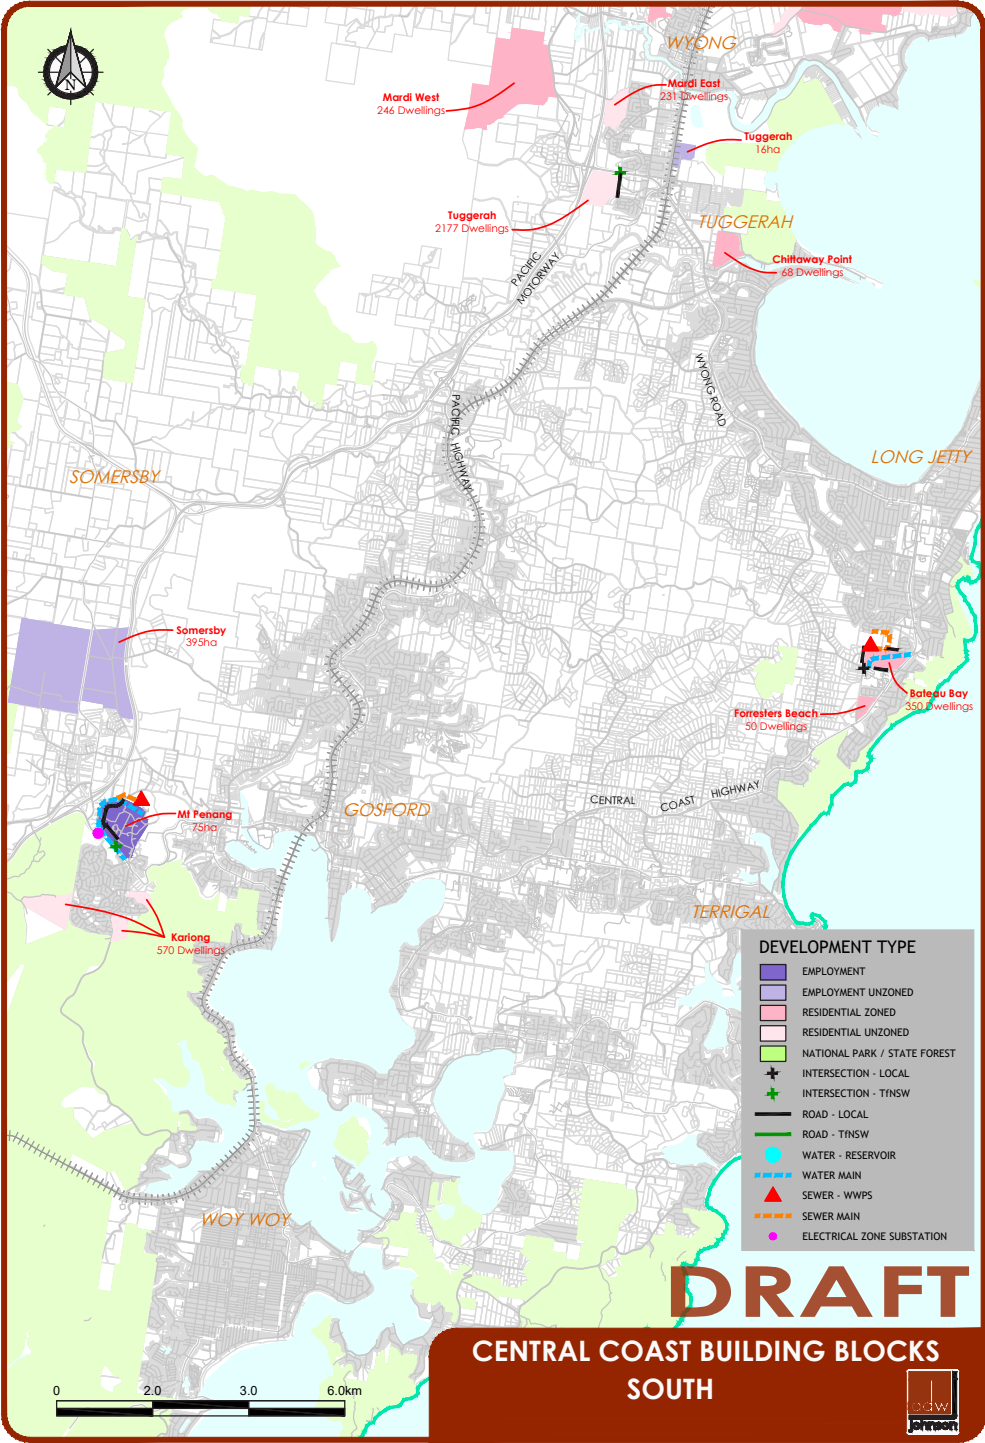 WYONG
N
Mardi West
246 Dwellings
Mardi East
231 Dwellings
Tuggerah
16ha
Tuggerah
2177 Dwellings
TUGGERAH
Chittaway Point
68 Dwellings
PACIFIC
MOTORWAY
WYONG ROAD
PACIFIC HIGHWAY
LONG JETTY
SOMERSBY
Somersby
395ha
Bateau Bay
350 Dwellings
Forresters Beach
50 Dwelllings
CENTRAL COAST HIGHWAY
GOSFORD
Mt Penang
75ha
TERRIGAL
Kariong
570 Dwellings
DEVELOPMENT TYPE
EMPLOYMENT
EMPLOYMENT UNZONED
RESIDENTIAL ZONED
RESIDENTIAL UNZONED
NATIONAL PARK / STATE FOREST
INTERSECTION - LOCAL
INTERSECTION - TfNSW
ROAD - LOCAL
ROAD - TfNSW
WATER - RESERVOIR
WATER MAIN
SEWER - WWPS
SEWER MAIN
ELECTRICAL ZONE SUBSTATION
WOY WOY
DRAFT
CENTRAL COAST BUILDING BLOCKS
SOUTH
0 2.0 3.0 6.0km
adw
johnson